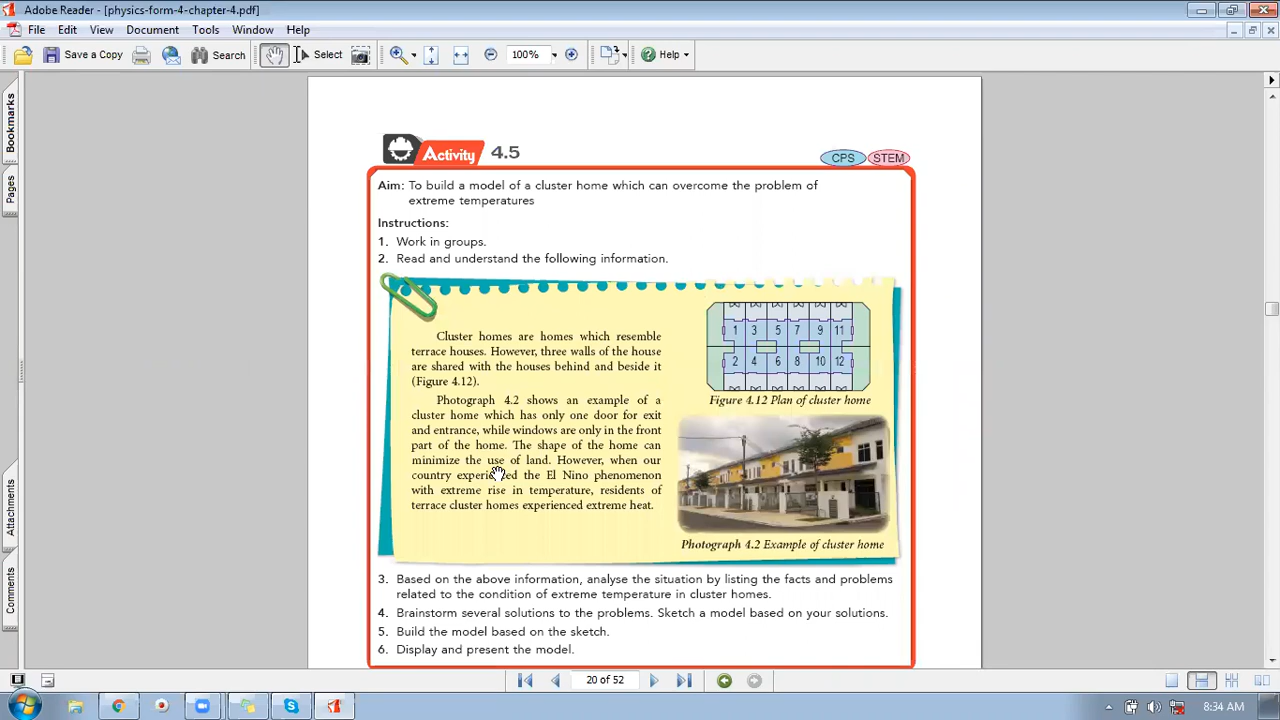 Adobe Reader - [physics-form-4-chapter-4.pdf]
File Edit View Document Tools Window Help
Save a Copy Search Select 100% Help
Bookmarks
Pages
Attachments
Comments
Activity 4.5
CPS STEM
Aim: To build a model of a cluster home which can overcome the problem of
extreme temperatures
Instructions:
1. Work in groups.
2. Read and understand the following information.
Cluster homes are homes which resemble
terrace houses. However, three walls of the house
are shared with the houses behind and beside it
(Figure 4.12).
Photograph 4.2 shows an example of a
cluster home which has only one door for exit
and entrance, while windows are only in the front
part of the home. The shape of the home can
minimize the use of land. However, when our
country experienced the El Nino phenomenon
with extreme rise in temperature, residents of
terrace cluster homes experienced extreme heat.
1 3 5 7 9 11
2 4 6 8 10 12
Figure 4.12 Plan of cluster home
Photograph 4.2 Example of cluster home
3. Based on the above information, analyse the situation by listing the facts and problems
related to the condition of extreme temperature in cluster homes.
4. Brainstorm several solutions to the problems. Sketch a model based on your solutions.
5. Build the model based on the sketch.
6. Display and present the model.
20 of 52
8:34 AM